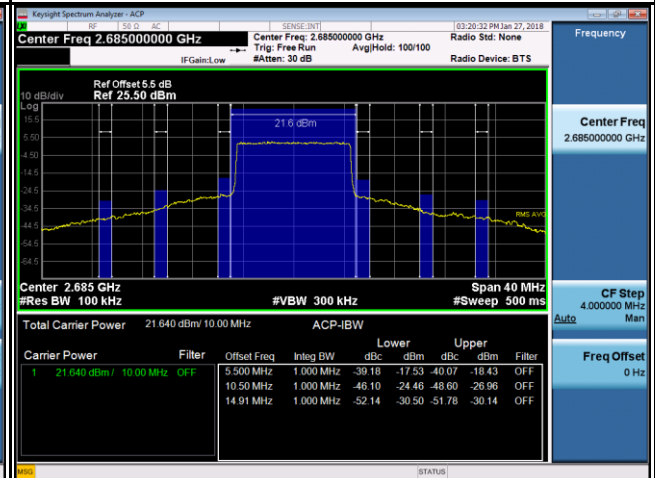 Keysight Spectrum Analyzer - ACP
RF 50 Ω AC SENSE:INT 03:20:32 PM Jan 27, 2018
Center Freq 2.685000000 GHz Center Freq: 2.685000000 GHz Radio Std: None
Trig: Free Run Avg|Hold: 100/100
IFGain:Low #Atten: 30 dB Radio Device: BTS
Frequency
Ref Offset 5.5 dB
10 dB/div Ref 25.50 dBm
Log
15.5
5.50
-4.50
-14.5
-24.5
-34.5
-44.5
-54.5
-64.5
21.6 dBm
RMS AVG
Center Freq
2.685000000 GHz
Center 2.685 GHz Span 40 MHz
#Res BW 100 kHz #VBW 300 kHz #Sweep 500 ms
CF Step
4.000000 MHz
Auto Man
Total Carrier Power 21.640 dBm/ 10.00 MHz ACP-IBW
Lower Upper
Carrier Power Filter Offset Freq Integ BW dBc dBm dBc dBm Filter
1 21.640 dBm / 10.00 MHz OFF 5.500 MHz 1.000 MHz -39.18 -17.53 -40.07 -18.43 OFF
10.50 MHz 1.000 MHz -46.10 -24.46 -48.60 -26.96 OFF
14.91 MHz 1.000 MHz -52.14 -30.50 -51.78 -30.14 OFF
Freq Offset
0 Hz
MSG STATUS